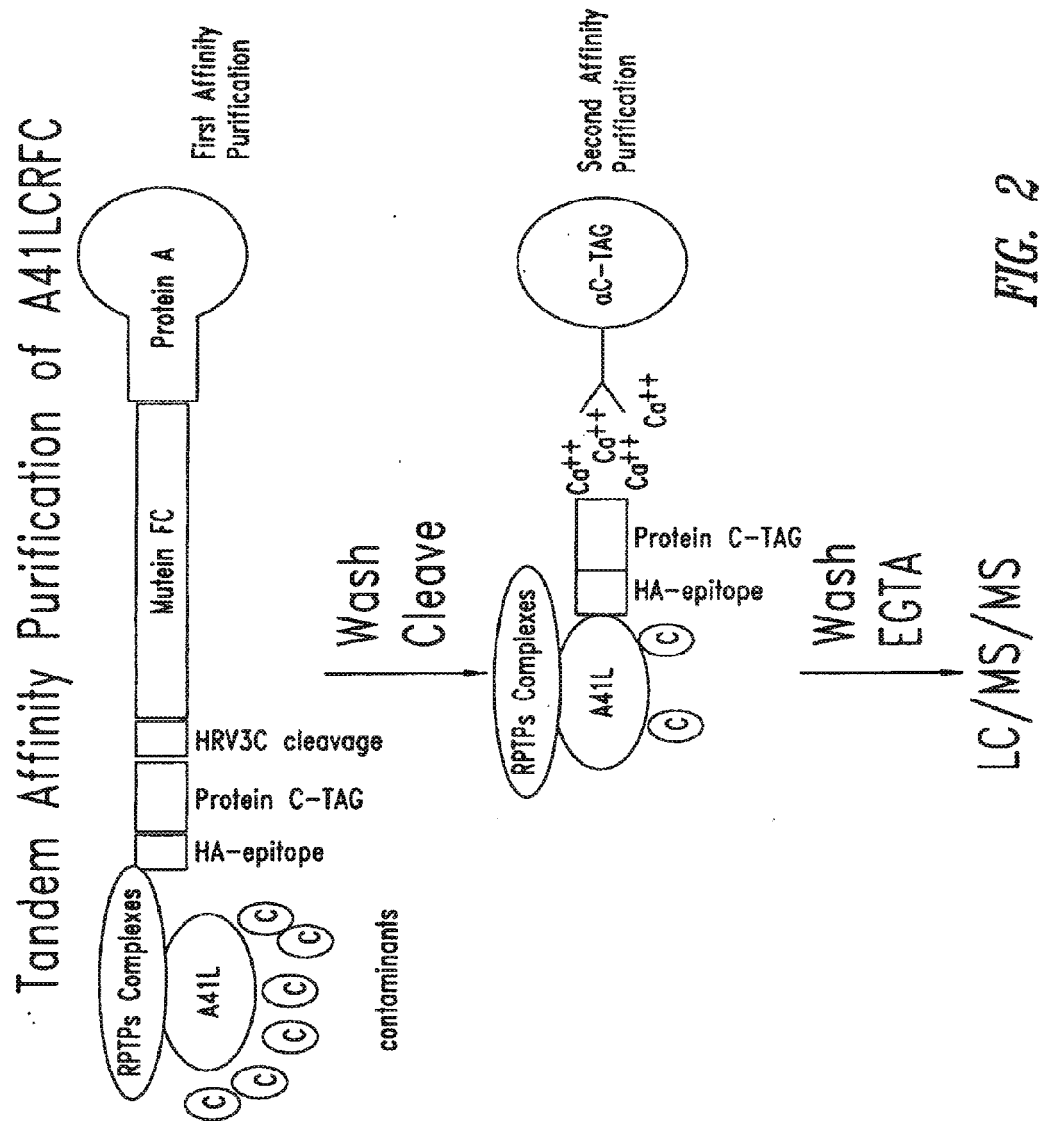 Tandem Affinity Purification of A41LCRFC
First Affinity
Purification
RPTPs Complexes
A41L
C
C
C
C
C
C
C
contaminants
HA-epitope
Protein C-TAG
HRV3C cleavage
Mutein FC
Protein A
Wash
Cleave
Second Affinity
Purification
RPTPs Complexes
A41L
C
C
HA-epitope
Protein C-TAG
Ca++
Ca++
Ca++
Ca++
αC-TAG
Wash
EGTA
LC/MS/MS
FIG. 2